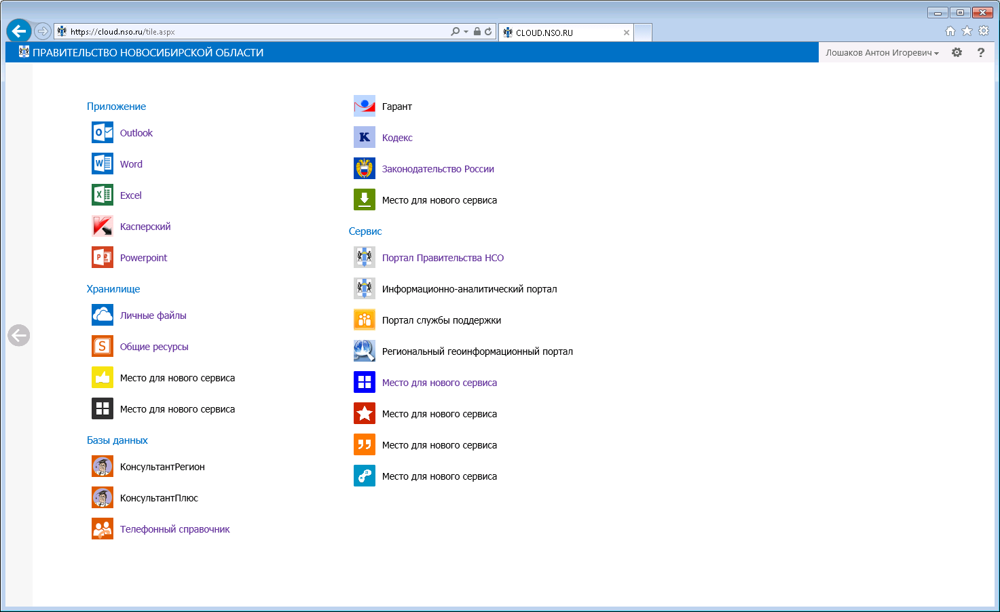 https://cloud.nso.ru/tile.aspx
CLOUD.NSO.RU
ПРАВИТЕЛЬСТВО НОВОСИБИРСКОЙ ОБЛАСТИ
Лошаков Антон Игоревич
?
Приложение
Outlook
Word
Excel
Касперский
Powerpoint
Хранилище
Личные файлы
Общие ресурсы
Место для нового сервиса
Место для нового сервиса
Базы данных
КонсультантРегион
КонсультантПлюс
Телефонный справочник
Гарант
Кодекс
Законодательство России
Место для нового сервиса
Сервис
Портал Правительства НСО
Информационно-аналитический портал
Портал службы поддержки
Региональный геоинформационный портал
Место для нового сервиса
Место для нового сервиса
Место для нового сервиса
Место для нового сервиса